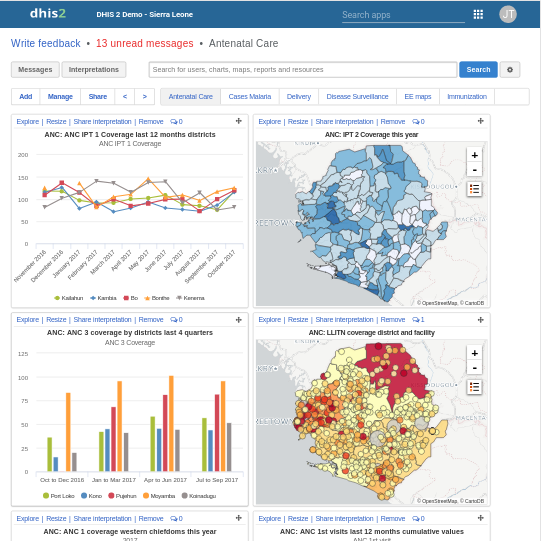 dhis2 DHIS 2 Demo - Sierra Leone Search apps JT
Write feedback • 13 unread messages • Antenatal Care
Messages Interpretations Search for users, charts, maps, reports and resources Search
Add Manage Share < > Antenatal Care Cases Malaria Delivery Disease Surveillance EE maps Immunization
Explore | Resize | Share interpretation | Remove 0
ANC: ANC IPT 1 Coverage last 12 months districts
ANC IPT 1 Coverage
200
150
100
50
0
November 2016
December 2016
January 2017
February 2017
March 2017
April 2017
May 2017
June 2017
July 2017
August 2017
September 2017
October 2017
Kailahun Kambia Bo Bonthe Kenema
Explore | Resize | Share interpretation | Remove 0
ANC: IPT 2 Coverage this year
+
-
MACENTA
© OpenStreetMap, © CartoDB
Explore | Resize | Share interpretation | Remove 0
ANC: ANC 3 coverage by districts last 4 quarters
ANC 3 Coverage
125
100
75
50
25
0
Oct to Dec 2016 Jan to Mar 2017 Apr to Jun 2017 Jul to Sep 2017
Port Loko Kono Pujehun Moyamba Koinadugu
Explore | Resize | Share interpretation | Remove 1
ANC: LLITN coverage district and facility
+
-
MACENTA
© OpenStreetMap, © CartoDB
Explore | Resize | Share interpretation | Remove 0
ANC: ANC 1 coverage western chiefdoms this year
2017
Explore | Resize | Share interpretation | Remove 0
ANC: ANC 1st visits last 12 months cumulative values
ANC 1st visit